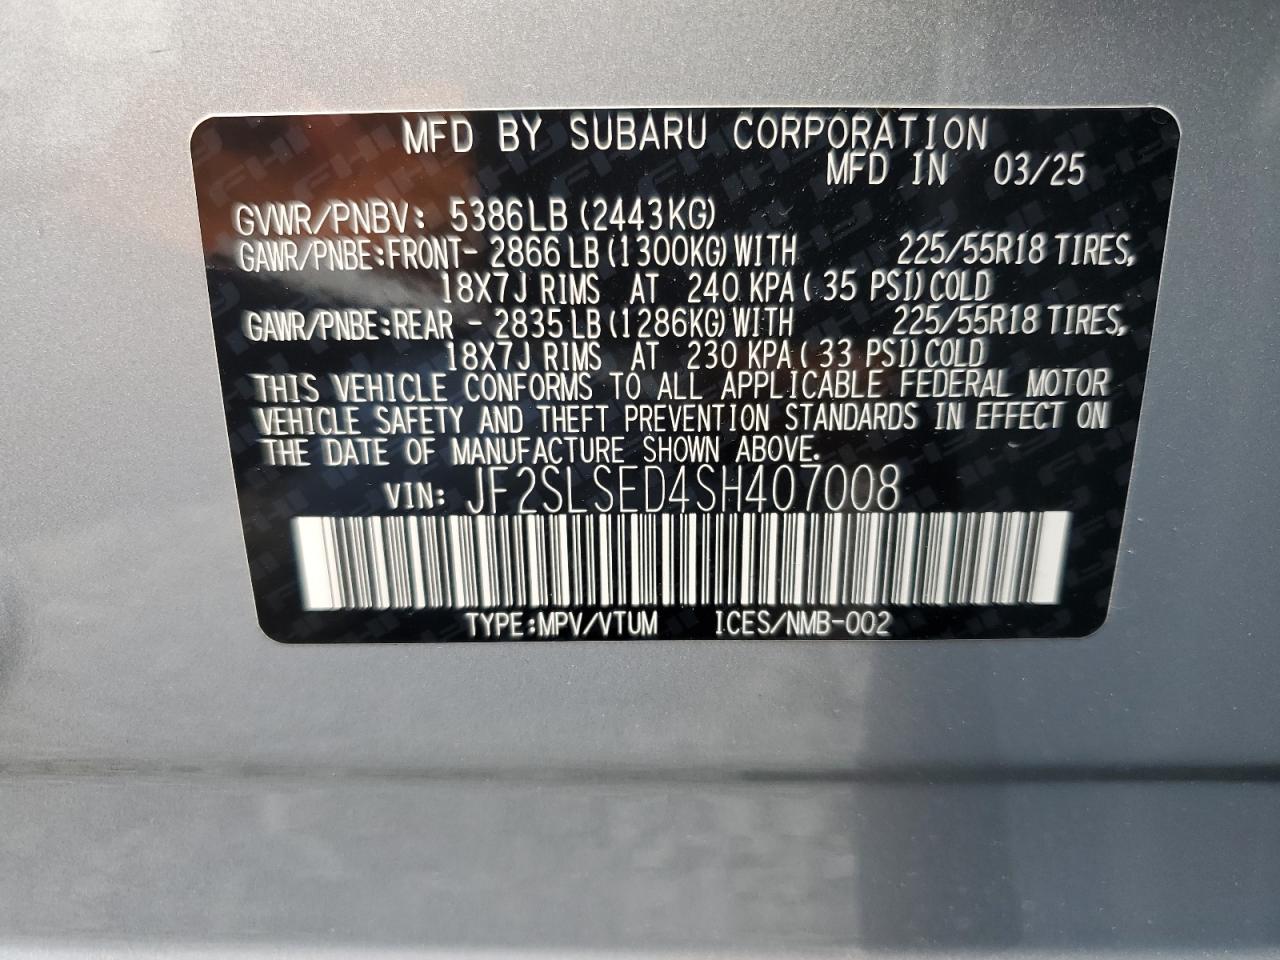 MFD BY SUBARU CORPORATION
MFD IN 03/25
GVWR/PNBV: 5386LB (2443KG)
GAWR/PNBE:FRONT- 2866 LB (1300KG) WITH 225/55R18 TIRES,
18X7J RIMS AT 240 KPA ( 35 PSI) COLD
GAWR/PNBE:REAR - 2835 LB (1286KG) WITH 225/55R18 TIRES,
18X7J RIMS AT 230 KPA ( 33 PSI) COLD
THIS VEHICLE CONFORMS TO ALL APPLICABLE FEDERAL MOTOR
VEHICLE SAFETY AND THEFT PREVENTION STANDARDS IN EFFECT ON
THE DATE OF MANUFACTURE SHOWN ABOVE.
VIN: JF2SLSED4SH407008
TYPE:MPV/VTUM ICES/NMB-002